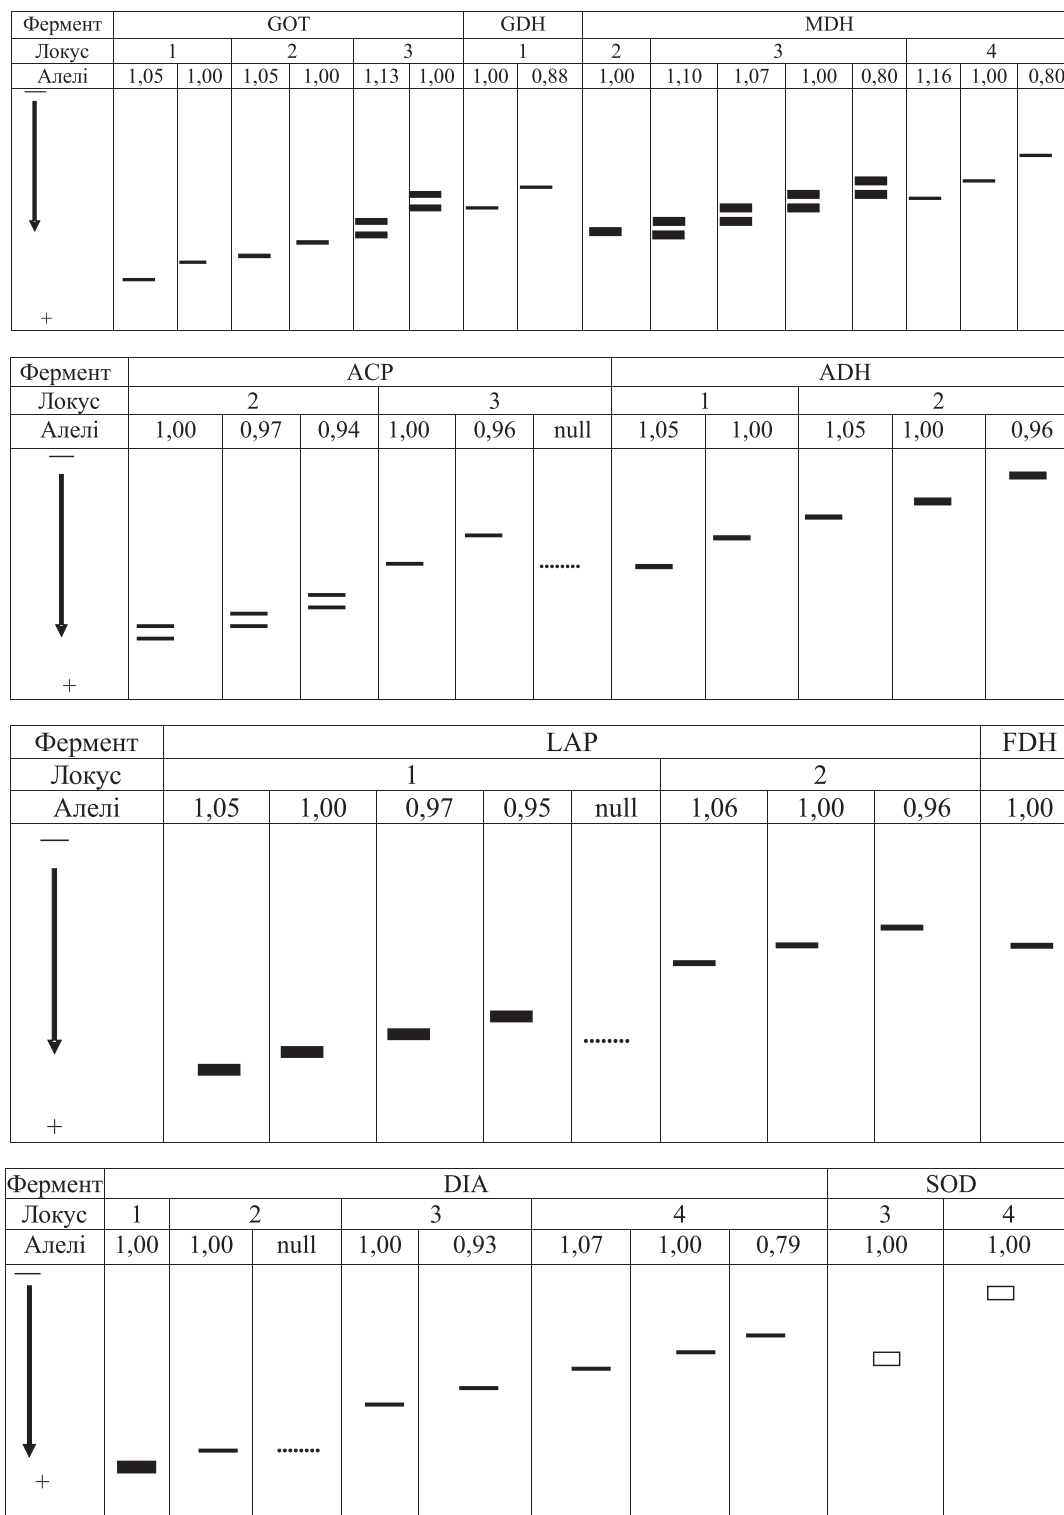 Фермент GOT GDH MDH
Локус 1 2 3 1 2 3 4
Алелі 1,05 1,00 1,05 1,00 1,13 1,00 1,00 0,88 1,00 1,10 1,07 1,00 0,80 1,16 1,00 0,80
—
+
Фермент ACP ADH
Локус 2 3 1 2
Алелі 1,00 0,97 0,94 1,00 0,96 null 1,05 1,00 1,05 1,00 0,96
—
+
Фермент LAP FDH
Локус 1 2
Алелі 1,05 1,00 0,97 0,95 null 1,06 1,00 0,96 1,00
—
+
Фермент DIA SOD
Локус 1 2 3 4 3 4
Алелі 1,00 1,00 null 1,00 0,93 1,07 1,00 0,79 1,00 1,00
—
+